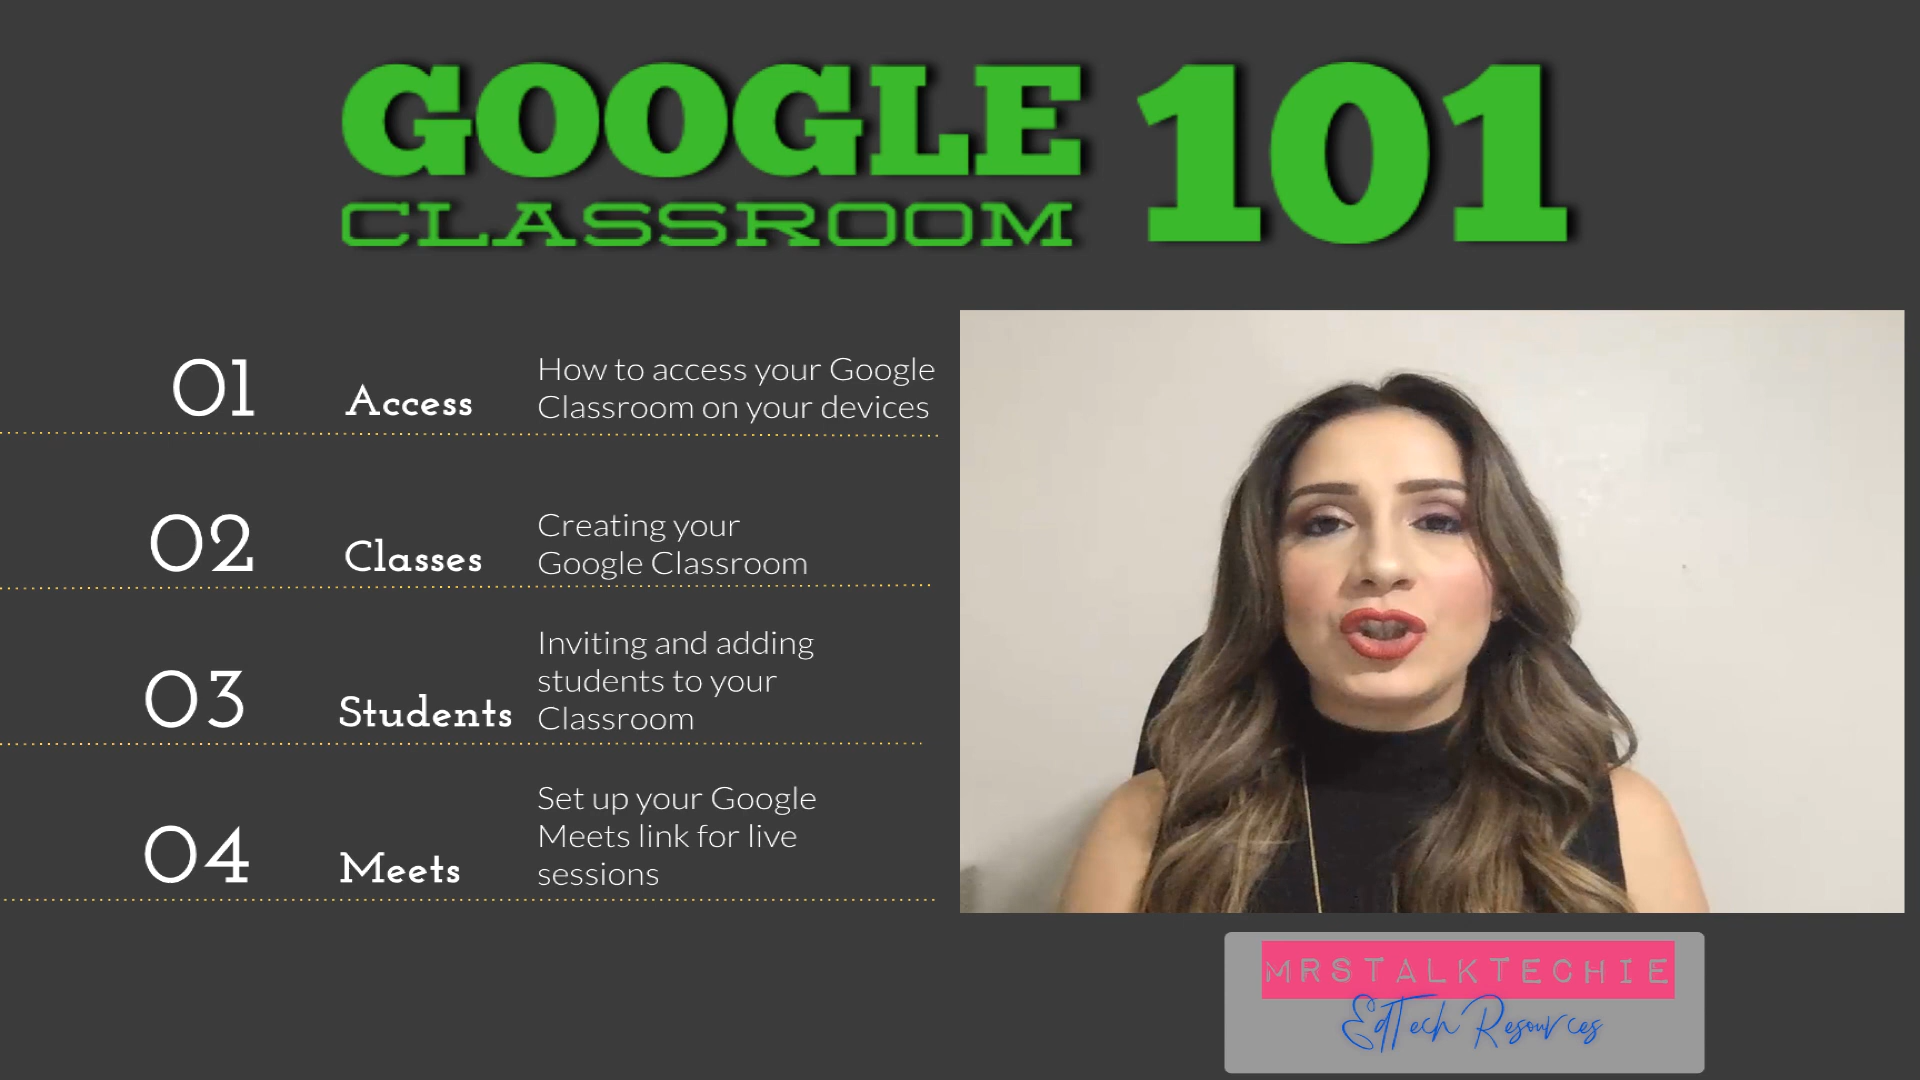 GOOGLE 101
CLASSROOM
01 Access
How to access your Google
Classroom on your devices
02 Classes
Creating your
Google Classroom
03 Students
Inviting and adding
students to your
Classroom
04 Meets
Set up your Google
Meets link for live
sessions
MRSTALKTECHIE
EdTech Resources